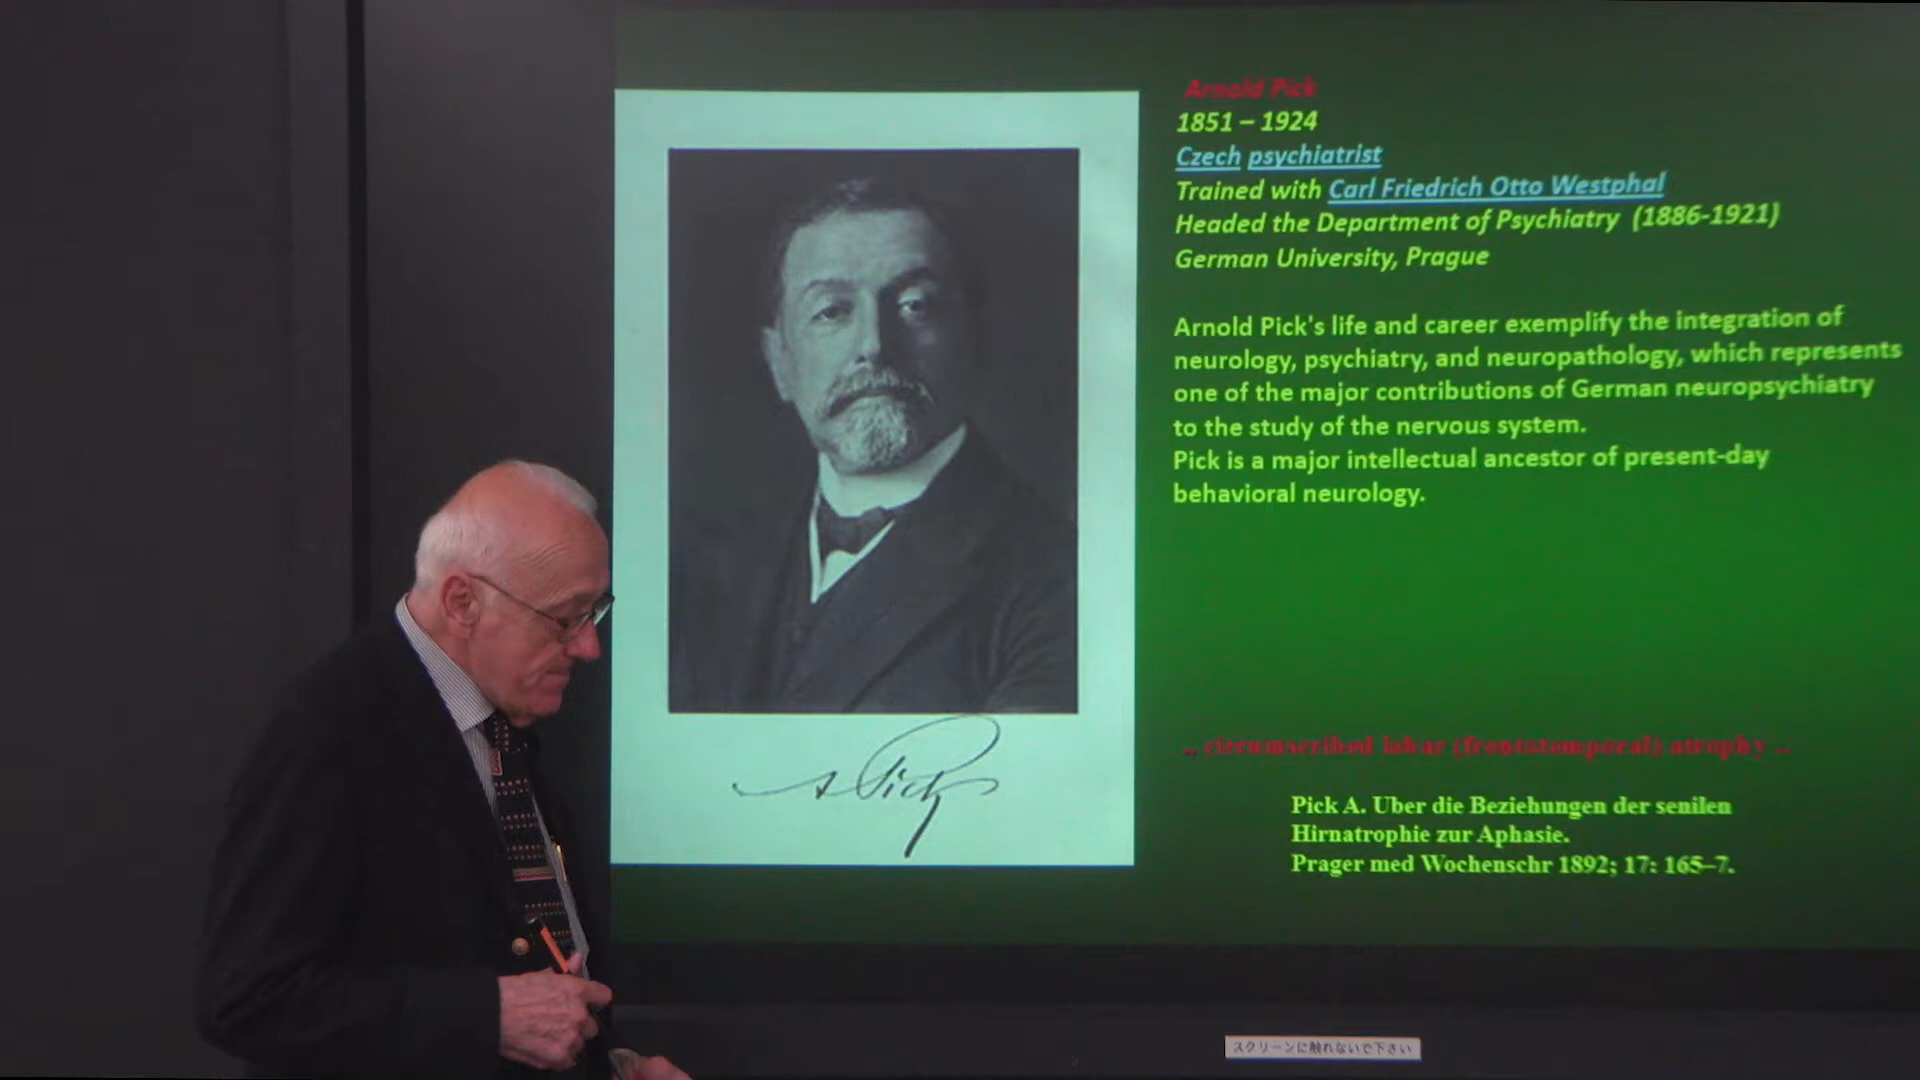 Arnold Pick
1851 – 1924
Czech psychiatrist
Trained with Carl Friedrich Otto Westphal
Headed the Department of Psychiatry (1886-1921)
German University, Prague
Arnold Pick's life and career exemplify the integration of
neurology, psychiatry, and neuropathology, which represents
one of the major contributions of German neuropsychiatry
to the study of the nervous system.
Pick is a major intellectual ancestor of present-day
behavioral neurology.
A Pick
.. circumscribed lobar (frontotemporal) atrophy ..
Pick A. Uber die Beziehungen der senilen
Hirnatrophie zur Aphasie.
Prager med Wochenschr 1892; 17: 165–7.
スクリーンに触れないで下さい